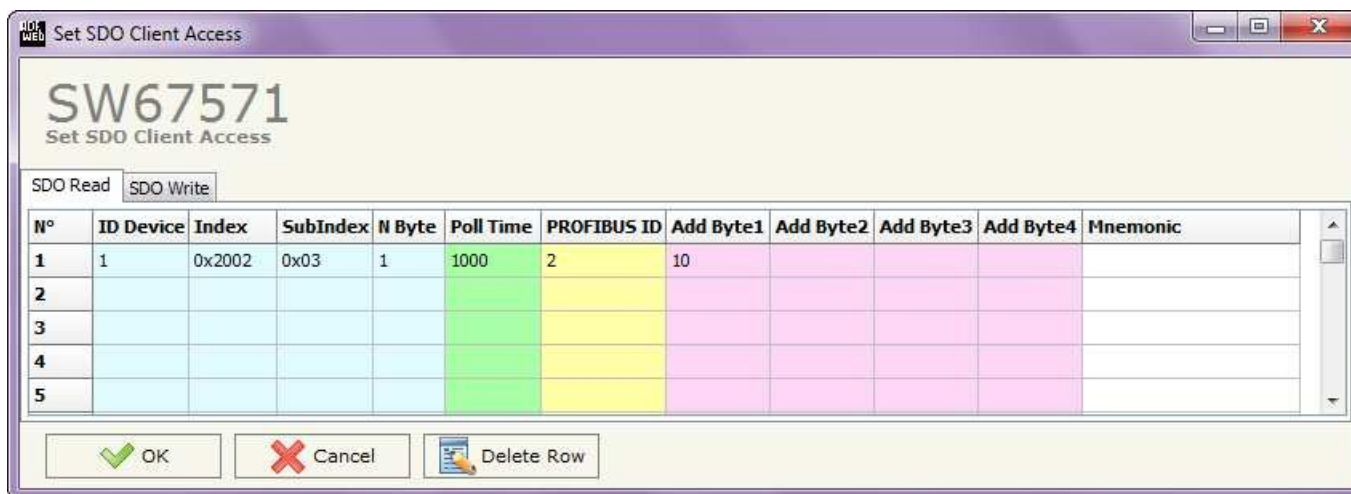 ADF
WEB
Set SDO Client Access
SW67571
Set SDO Client Access
SDO Read SDO Write
N° ID Device Index SubIndex N Byte Poll Time PROFIBUS ID Add Byte1 Add Byte2 Add Byte3 Add Byte4 Mnemonic
1 1 0x2002 0x03 1 1000 2 10
2
3
4
5
OK Cancel Delete Row